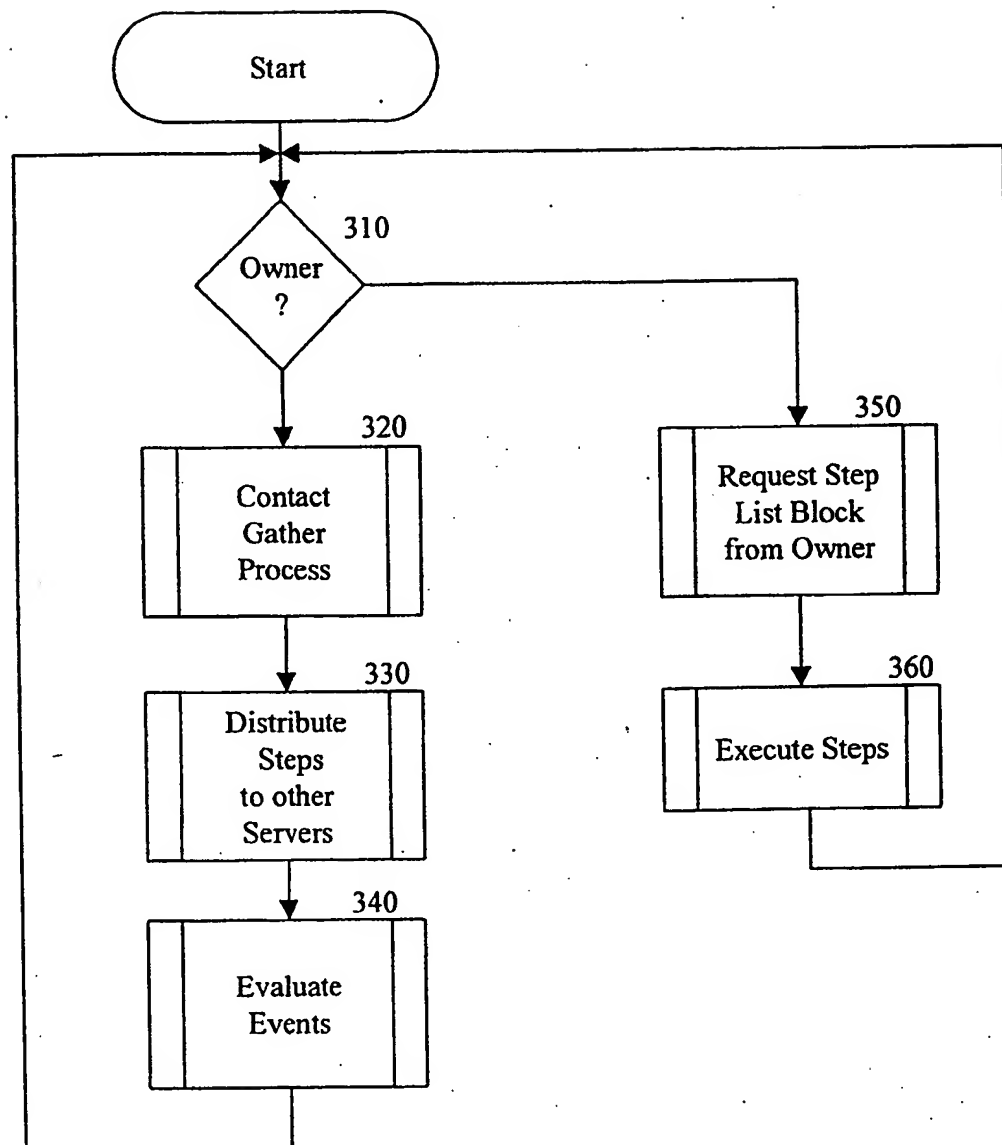 Start
310
Owner
?
320
Contact
Gather
Process
330
Distribute
Steps
to other
Servers
340
Evaluate
Events
350
Request Step
List Block
from Owner
360
Execute Steps